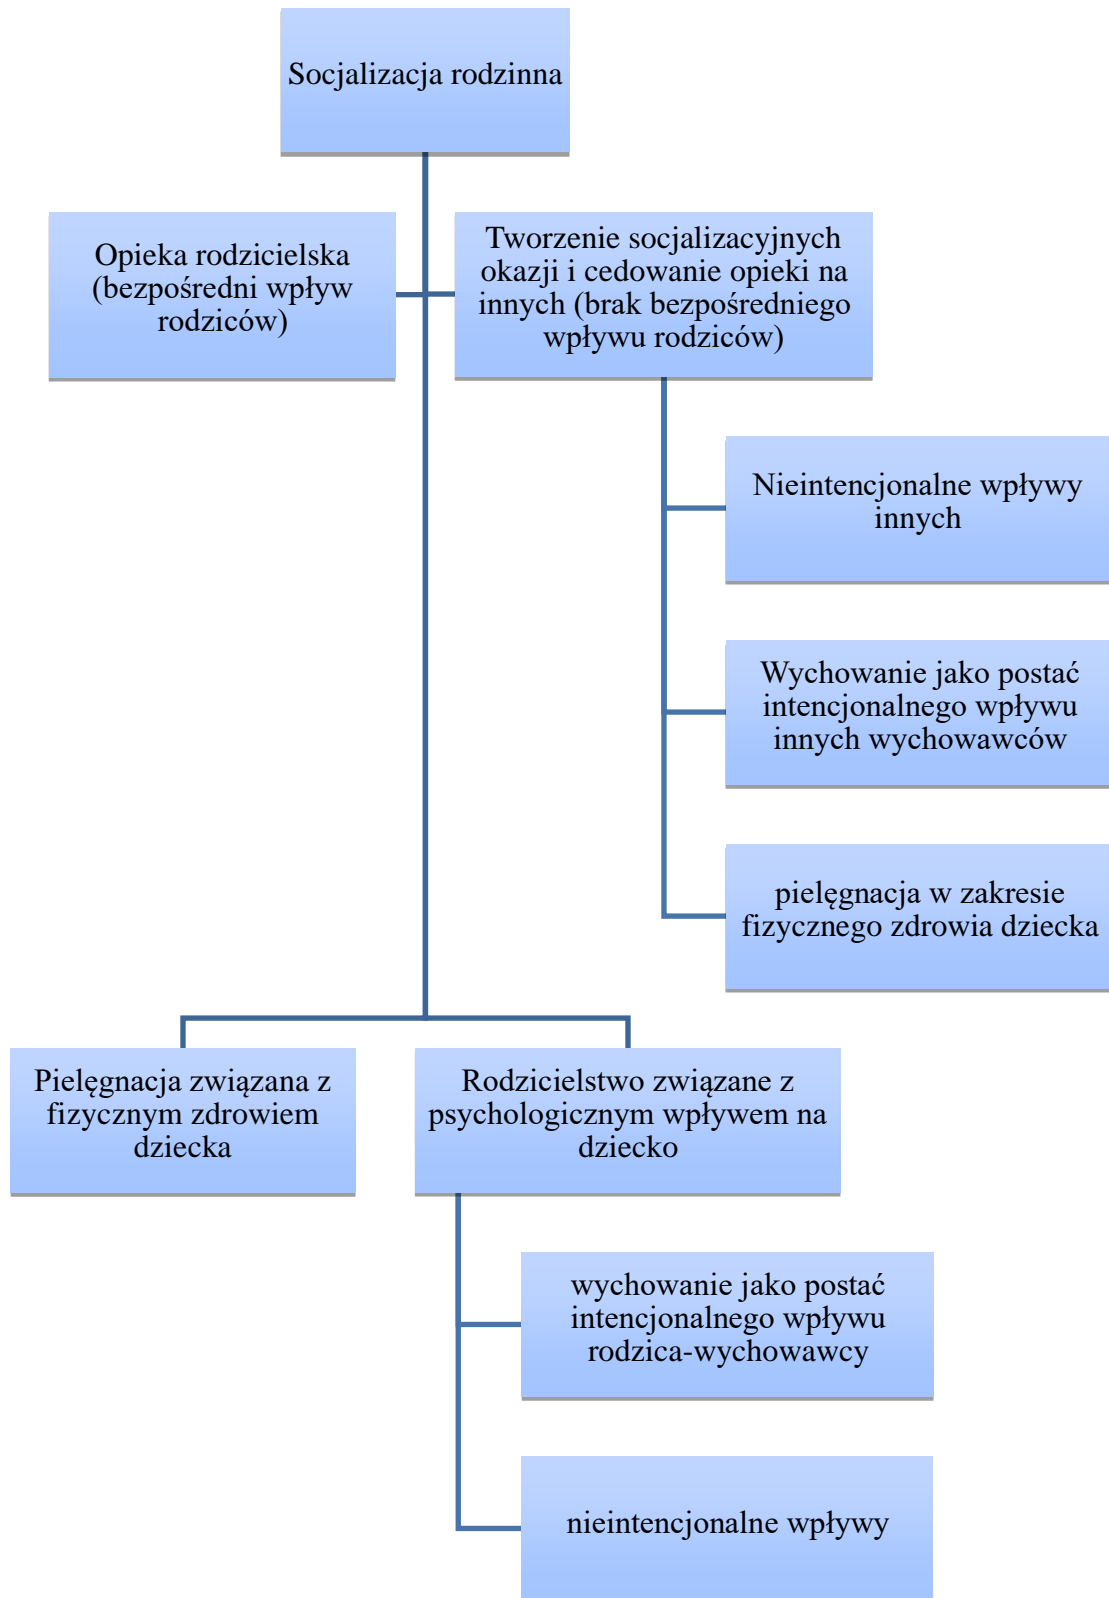 Socjalizacja rodzinna
Opieka rodzicielska
(bezpośredni wpływ
rodziców)
Tworzenie socjalizacyjnych
okazji i cedowanie opieki na
innych (brak bezpośredniego
wpływu rodziców)
Nieintencjonalne wpływy
innych
Wychowanie jako postać
intencjonalnego wpływu
innych wychowawców
pielęgnacja w zakresie
fizycznego zdrowia dziecka
Pielęgnacja związana z
fizycznym zdrowiem
dziecka
Rodzicielstwo związane z
psychologicznym wpływem na
dziecko
wychowanie jako postać
intencjonalnego wpływu
rodzica-wychowawcy
nieintencjonalne wpływy